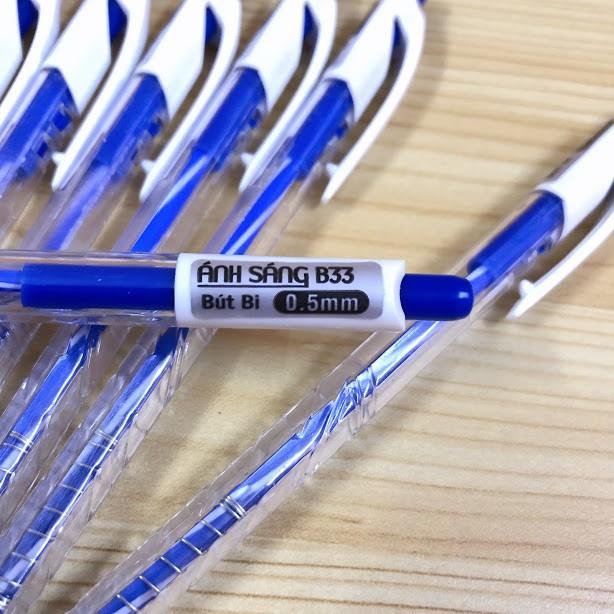 ÁNH SÁNG B33
Bút Bi 0.5mm